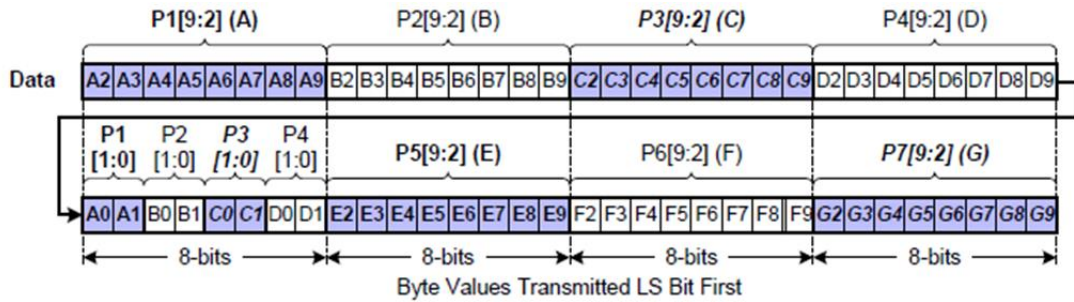 P1[9:2] (A) P2[9:2] (B) P3[9:2] (C) P4[9:2] (D)
Data A2 A3 A4 A5 A6 A7 A8 A9 B2 B3 B4 B5 B6 B7 B8 B9 C2 C3 C4 C5 C6 C7 C8 C9 D2 D3 D4 D5 D6 D7 D8 D9
P1 P2 P3 P4
[1:0] [1:0] [1:0] [1:0] P5[9:2] (E) P6[9:2] (F) P7[9:2] (G)
A0 A1 B0 B1 C0 C1 D0 D1 E2 E3 E4 E5 E6 E7 E8 E9 F2 F3 F4 F5 F6 F7 F8 F9 G2 G3 G4 G5 G6 G7 G8 G9
8-bits 8-bits 8-bits 8-bits
Byte Values Transmitted LS Bit First